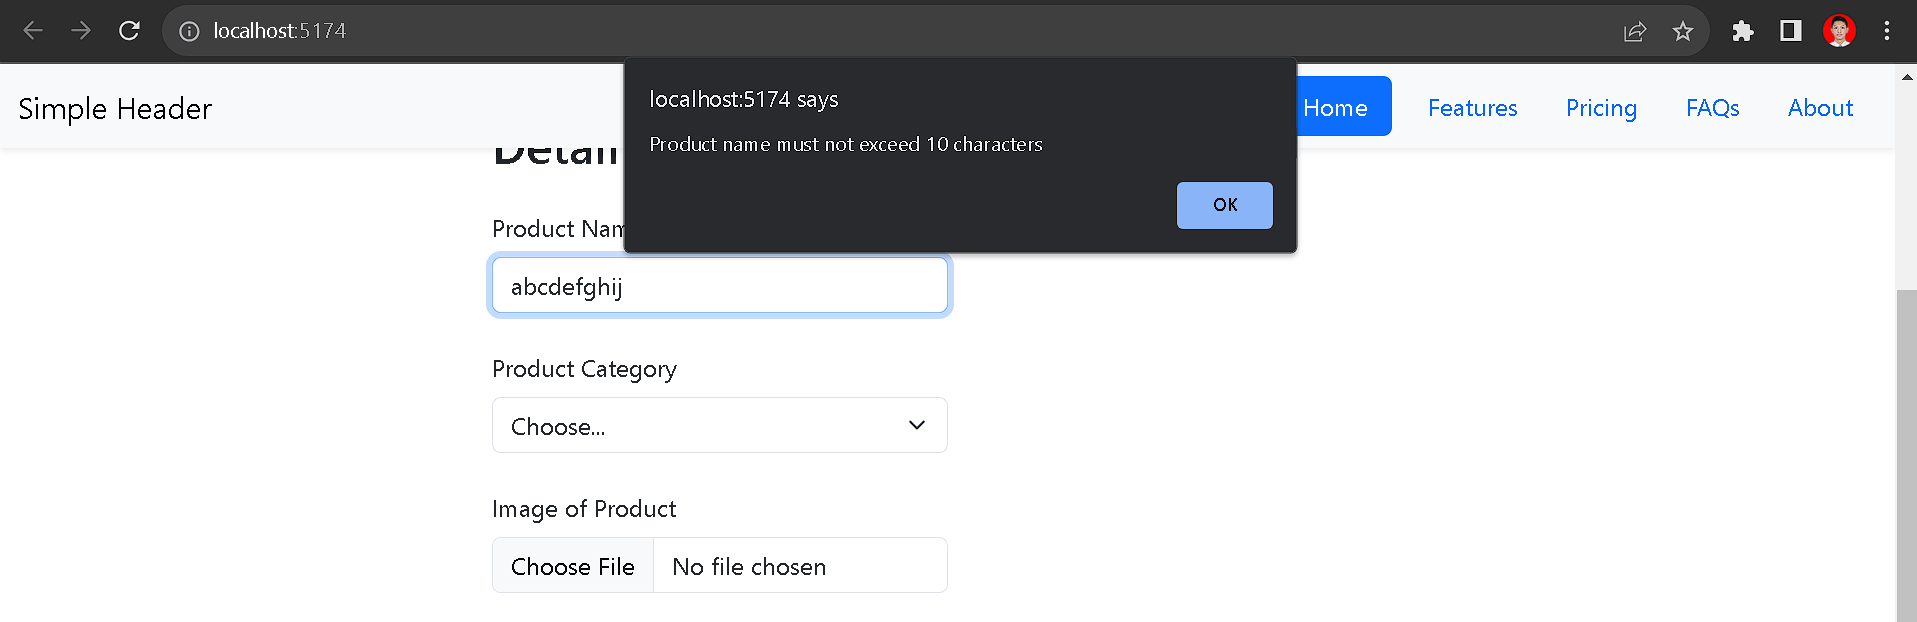 localhost:5174
Simple Header
localhost:5174 says
Product name must not exceed 10 characters
OK
Home
Features
Pricing
FAQs
About
Detail
Product Nam
abcdefghij
Product Category
Choose...
Image of Product
Choose File
No file chosen